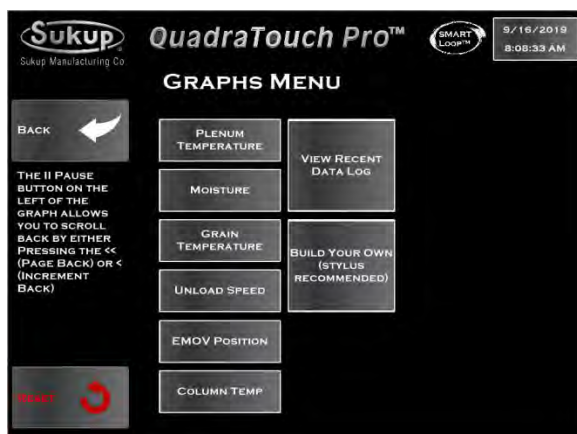 Sukup
Sukup Manufacturing Co
QuadraTouch Pro™
SMART
LOOP™
9/16/2019
8:08:33 AM
GRAPHS MENU
BACK
THE II PAUSE
BUTTON ON THE
LEFT OF THE
GRAPH ALLOWS
YOU TO SCROLL
BACK BY EITHER
PRESSING THE <<
(PAGE BACK) OR <
(INCREMENT
BACK)
RESET
PLENUM
TEMPERATURE
MOISTURE
GRAIN
TEMPERATURE
UNLOAD SPEED
EMOV POSITION
COLUMN TEMP
VIEW RECENT
DATA LOG
BUILD YOUR OWN
(STYLUS
RECOMMENDED)